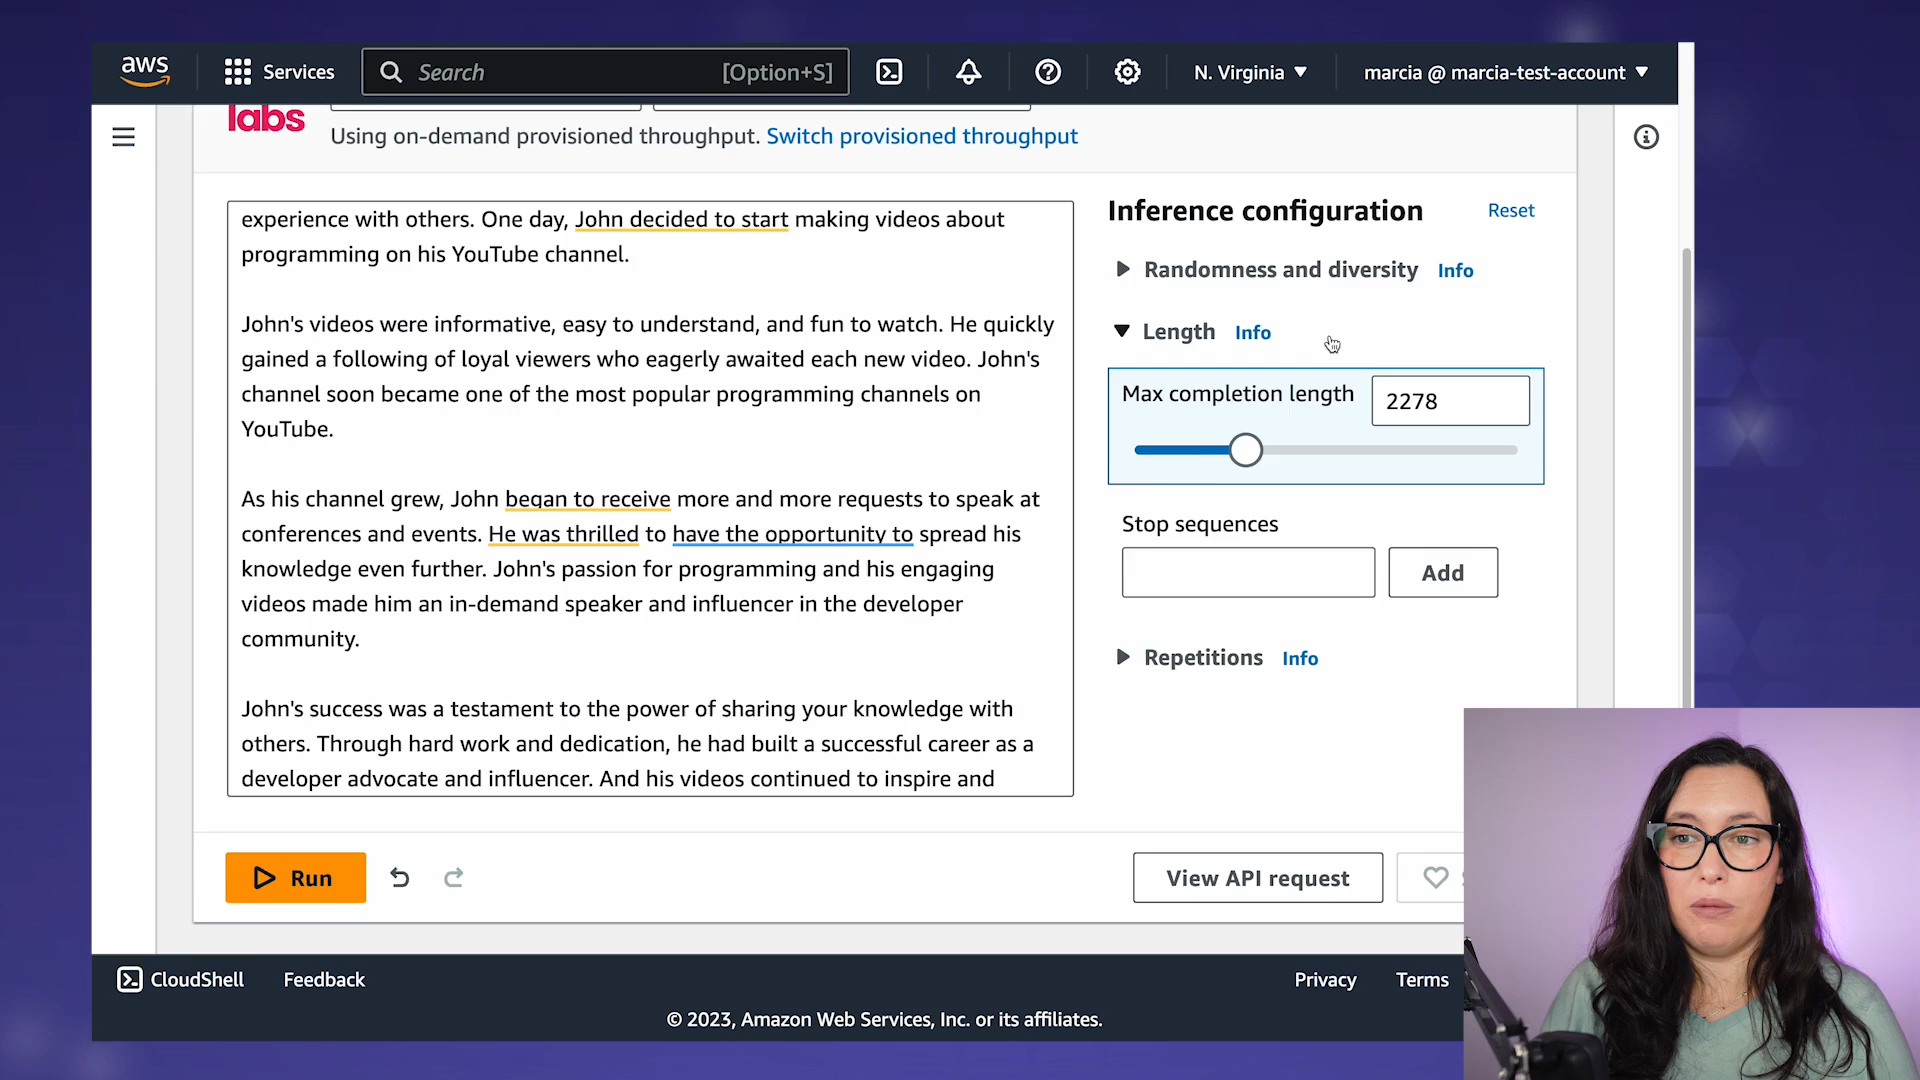 aws
Services
Search
[Option+S]
N. Virginia
marcia @ marcia-test-account
labs
Using on-demand provisioned throughput. Switch provisioned throughput
experience with others. One day, John decided to start making videos about
programming on his YouTube channel.
John's videos were informative, easy to understand, and fun to watch. He quickly
gained a following of loyal viewers who eagerly awaited each new video. John's
channel soon became one of the most popular programming channels on
YouTube.
As his channel grew, John began to receive more and more requests to speak at
conferences and events. He was thrilled to have the opportunity to spread his
knowledge even further. John's passion for programming and his engaging
videos made him an in-demand speaker and influencer in the developer
community.
John's success was a testament to the power of sharing your knowledge with
others. Through hard work and dedication, he had built a successful career as a
developer advocate and influencer. And his videos continued to inspire and
Inference configuration
Reset
Randomness and diversity Info
Length Info
Max completion length
2278
Stop sequences
Add
Repetitions Info
Run
View API request
CloudShell
Feedback
Privacy
Terms
© 2023, Amazon Web Services, Inc. or its affiliates.